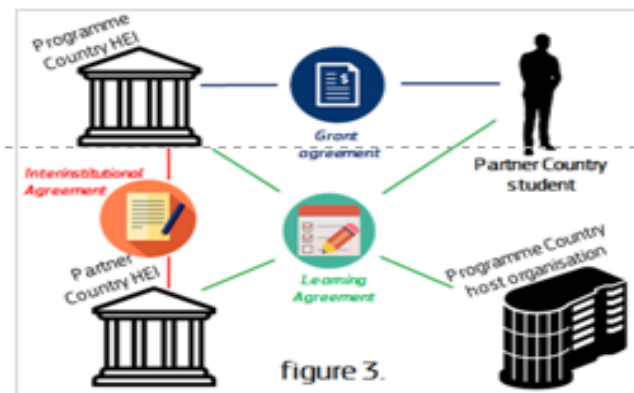 Programme
Country HEI
Grant
agreement
Partner Country
student
Interinstitutional
Agreement
Partner
Country HEI
Learning
Agreement
Programme Country
host organisation
figure 3.